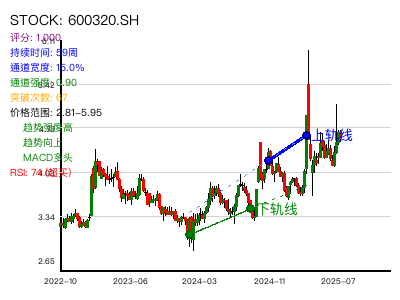 STOCK: 600320.SH
评分: 1.000
持续时间: 59周
通道宽度: 15.0%
通道强度: 0.90
突破次数: 67
价格范围: 2.81-5.95
趋势强度高
趋势向上
MACD多头
RSI: 74 (超买)
上轨线
下轨线
6.11
3.34
2.65
2022-10
2023-06
2024-03
2024-11
2025-07